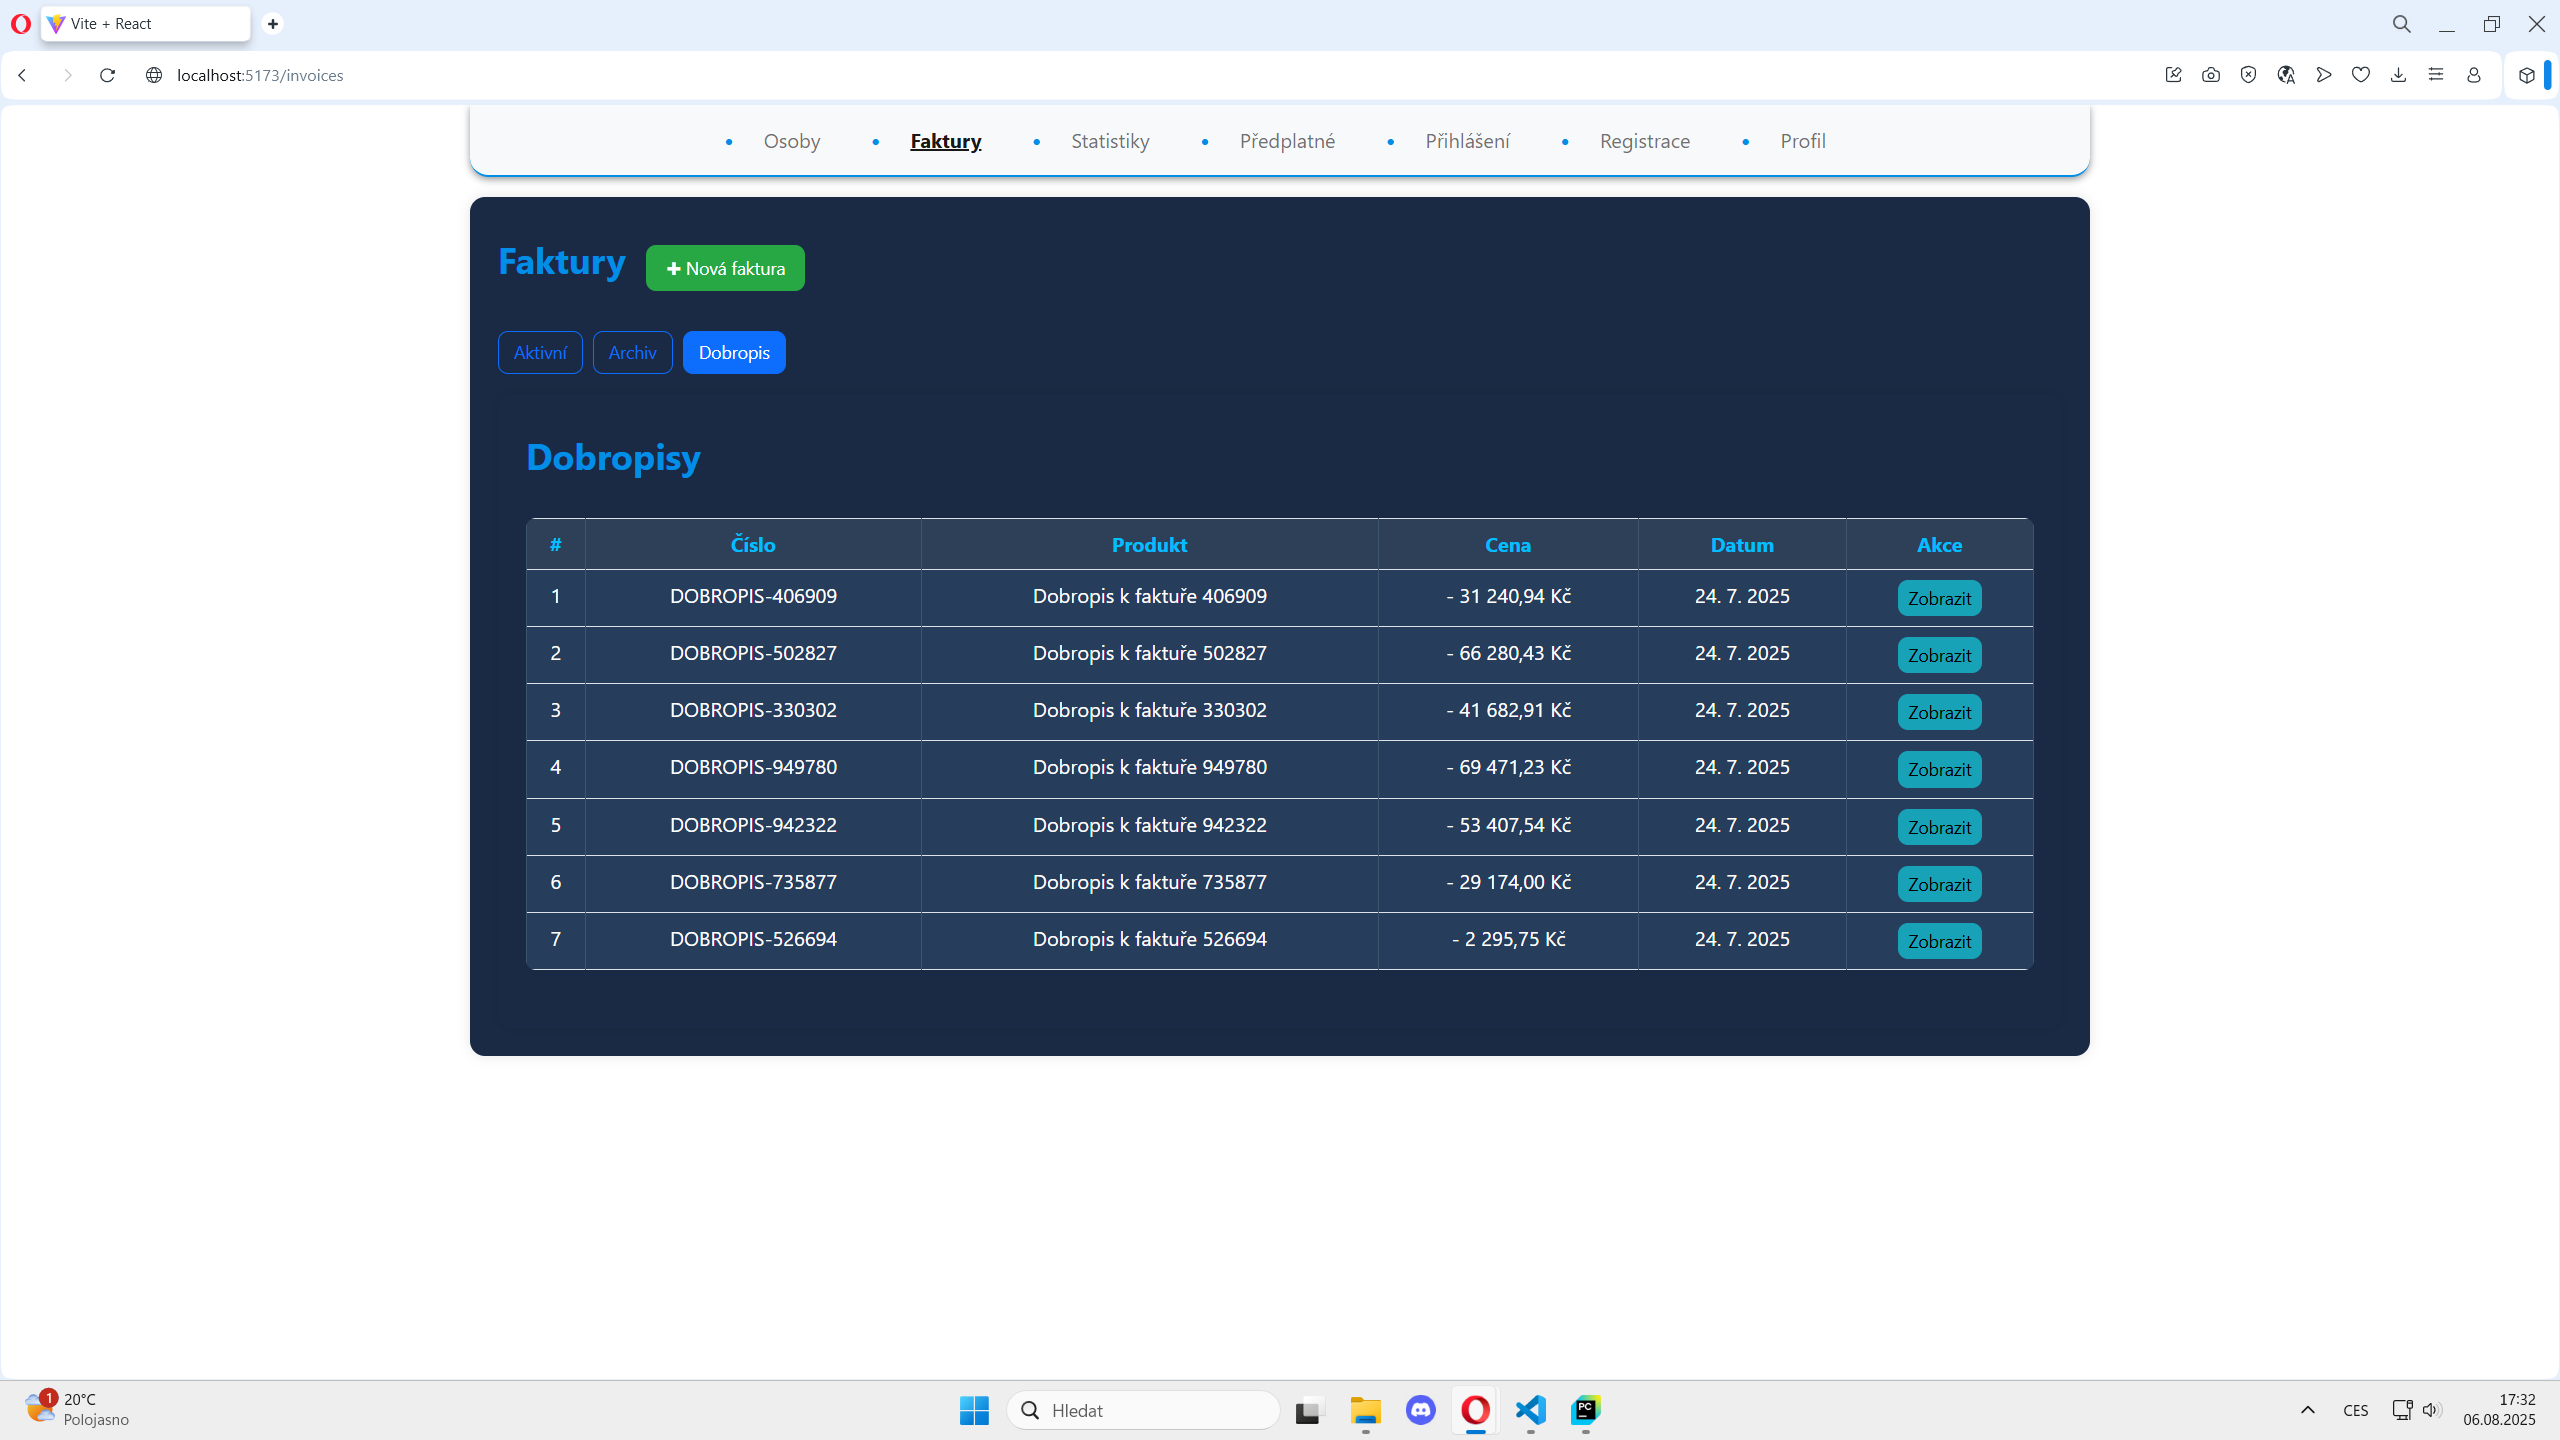 Vite + React
localhost:5173/invoices
Osoby Faktury Statistiky Předplatné Přihlášení Registrace Profil
Faktury + Nová faktura
Aktivní Archiv Dobropis
Dobropisy
# Číslo Produkt Cena Datum Akce
1 DOBROPIS-406909 Dobropis k faktuře 406909 - 31 240,94 Kč 24. 7. 2025 Zobrazit
2 DOBROPIS-502827 Dobropis k faktuře 502827 - 66 280,43 Kč 24. 7. 2025 Zobrazit
3 DOBROPIS-330302 Dobropis k faktuře 330302 - 41 682,91 Kč 24. 7. 2025 Zobrazit
4 DOBROPIS-949780 Dobropis k faktuře 949780 - 69 471,23 Kč 24. 7. 2025 Zobrazit
5 DOBROPIS-942322 Dobropis k faktuře 942322 - 53 407,54 Kč 24. 7. 2025 Zobrazit
6 DOBROPIS-735877 Dobropis k faktuře 735877 - 29 174,00 Kč 24. 7. 2025 Zobrazit
7 DOBROPIS-526694 Dobropis k faktuře 526694 - 2 295,75 Kč 24. 7. 2025 Zobrazit
1 20°C
Polojasno
Hledat
PC
CES
17:32
06.08.2025